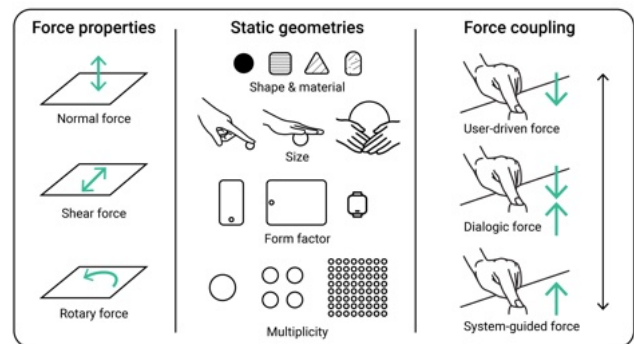 Force properties
Normal force
Shear force
Rotary force
Static geometries
Shape & material
Size
Form factor
Multiplicity
Force coupling
User-driven force
Dialogic force
System-guided force